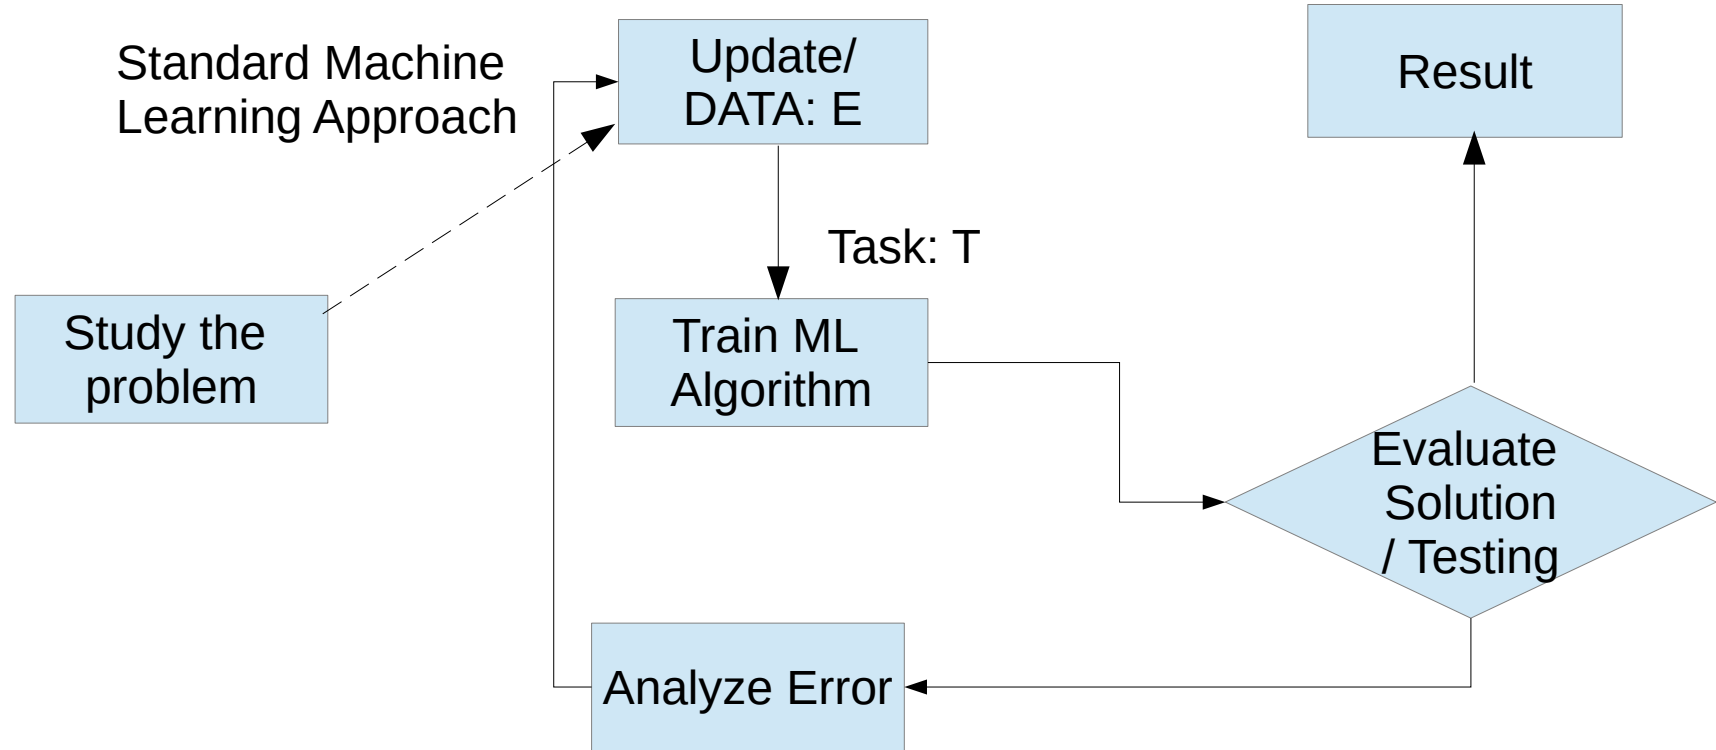 Standard Machine
Learning Approach
Update/
DATA: E
Result
Task: T
Study the
problem
Train ML
Algorithm
Evaluate
Solution
/ Testing
Analyze Error